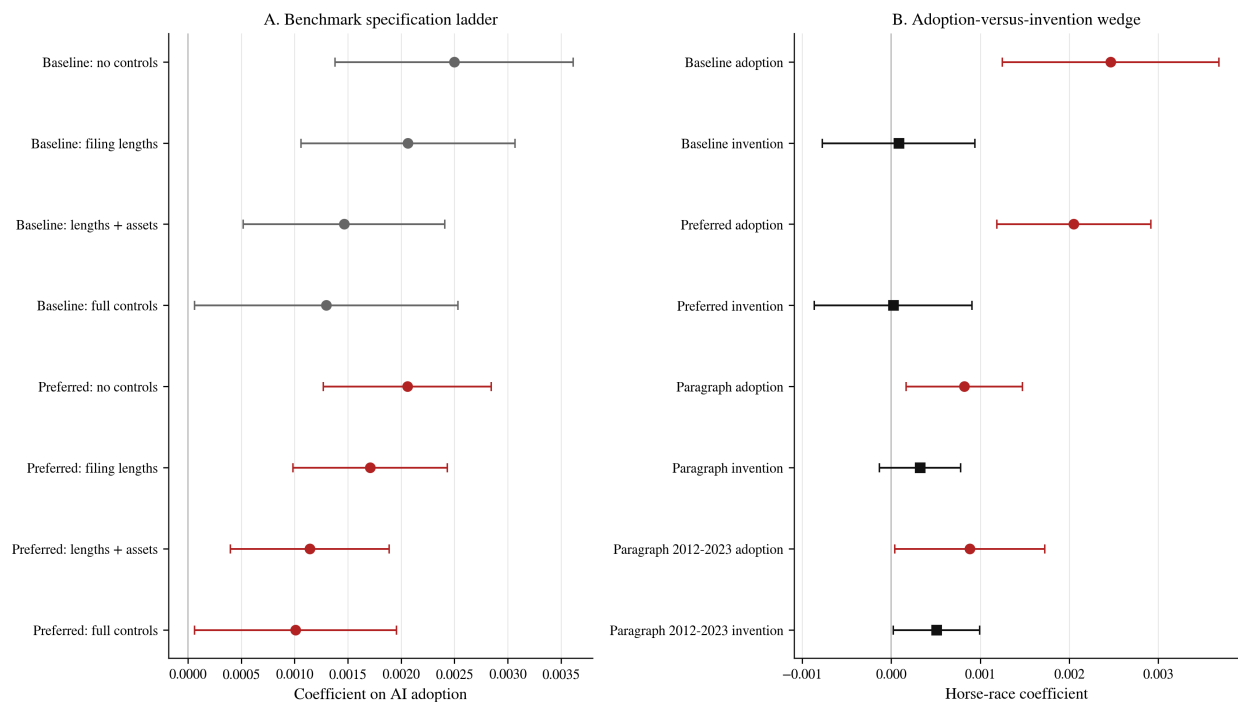 A. Benchmark specification ladder
Baseline: no controls
Baseline: filing lengths
Baseline: lengths + assets
Baseline: full controls
Preferred: no controls
Preferred: filing lengths
Preferred: lengths + assets
Preferred: full controls
0.0000 0.0005 0.0010 0.0015 0.0020 0.0025 0.0030 0.0035
Coefficient on AI adoption
B. Adoption-versus-invention wedge
Baseline adoption
Baseline invention
Preferred adoption
Preferred invention
Paragraph adoption
Paragraph invention
Paragraph 2012-2023 adoption
Paragraph 2012-2023 invention
−0.001 0.000 0.001 0.002 0.003
Horse-race coefficient